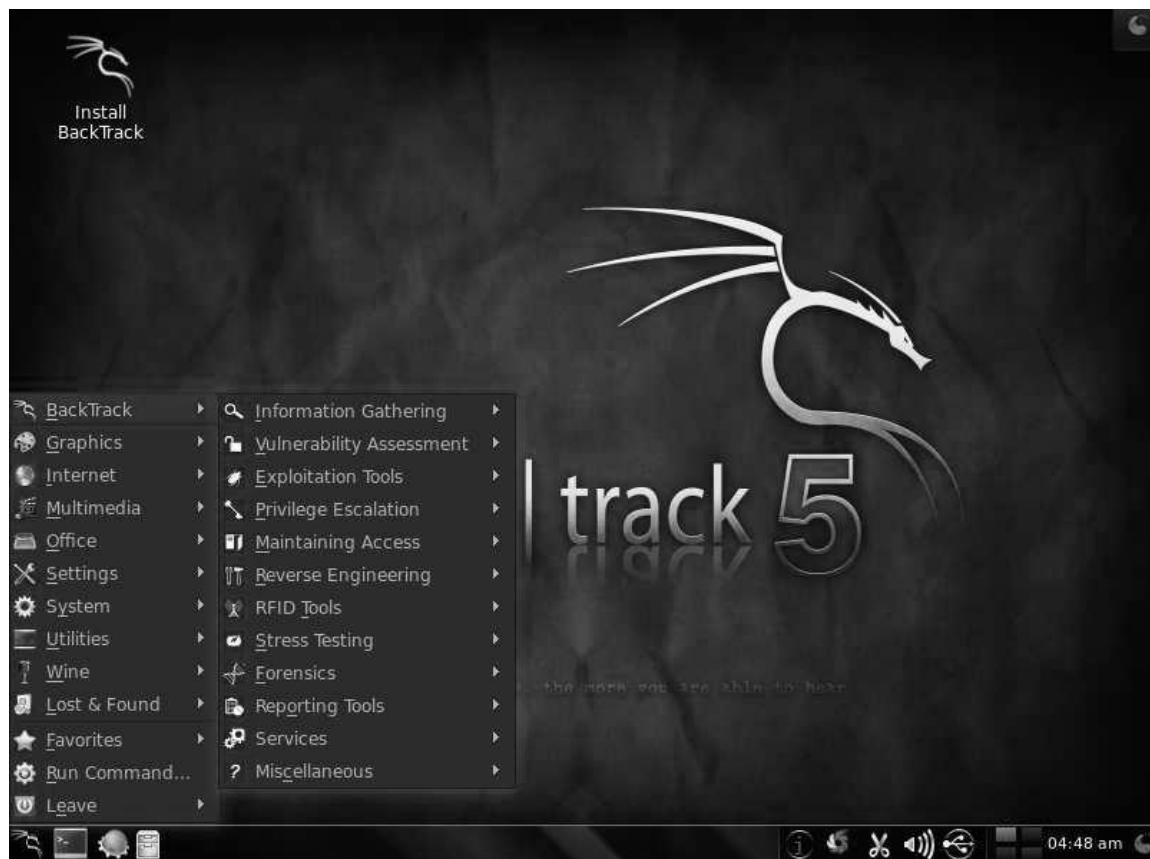 Install
BackTrack
BackTrack
Graphics
Internet
Multimedia
Office
Settings
System
Utilities
Wine
Lost & Found
Favorites
Run Command...
Leave
Information Gathering
Vulnerability Assessment
Exploitation Tools
Privilege Escalation
Maintaining Access
Reverse Engineering
RFID Tools
Stress Testing
Forensics
Reporting Tools
Services
Miscellaneous
track 5
the more you are able to hear
04:48 am